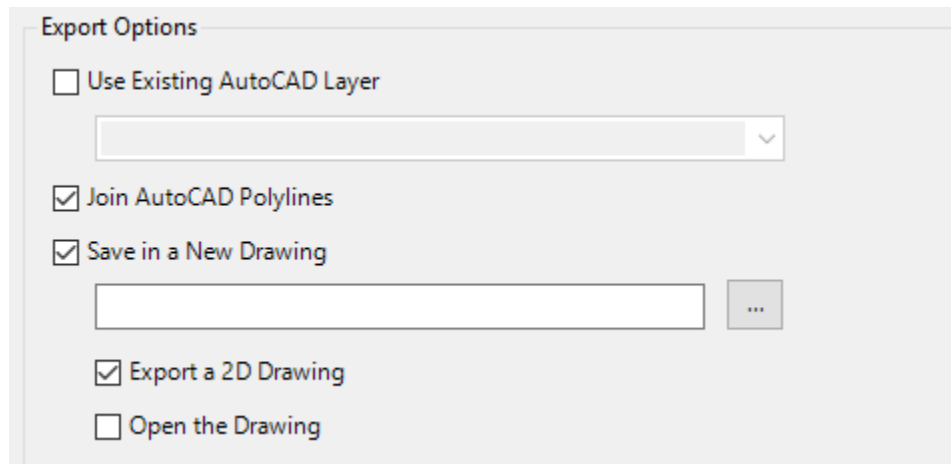 Export Options
Use Existing AutoCAD Layer
Join AutoCAD Polylines
Save in a New Drawing
...
Export a 2D Drawing
Open the Drawing